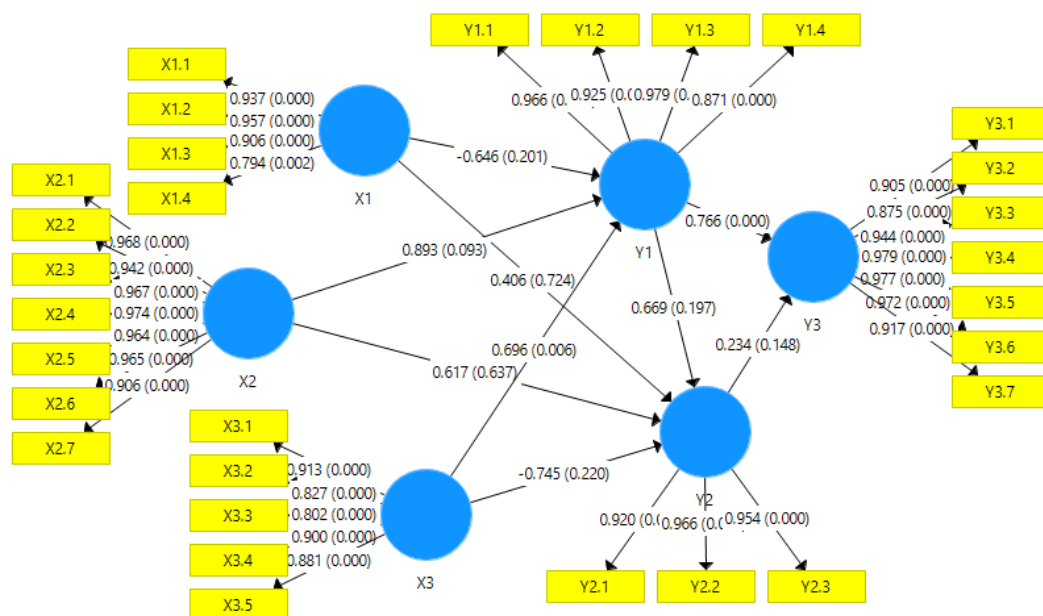 Y1.1
Y1.2
Y1.3
Y1.4
X1.1
X1.2
X1.3
X1.4
0.937 (0.000)
0.957 (0.000)
0.906 (0.000)
0.794 (0.002)
X1
0.966 (0.
0.925 (0.
0.979 (0.
0.871 (0.000)
Y1
-0.646 (0.201)
0.893 (0.093)
0.406 (0.724)
0.696 (0.006)
0.617 (0.637)
-0.745 (0.220)
0.766 (0.000)
0.669 (0.197)
0.234 (0.148)
X2.1
X2.2
X2.3
X2.4
X2.5
X2.6
X2.7
0.968 (0.000)
0.942 (0.000)
0.967 (0.000)
0.974 (0.000)
0.964 (0.000)
0.965 (0.000)
0.906 (0.000)
X2
X3.1
X3.2
X3.3
X3.4
X3.5
0.913 (0.000)
0.827 (0.000)
0.802 (0.000)
0.900 (0.000)
0.881 (0.000)
X3
Y3
0.905 (0.000)
0.875 (0.000)
0.944 (0.000)
0.979 (0.000)
0.977 (0.000)
0.972 (0.000)
0.917 (0.000)
Y3.1
Y3.2
Y3.3
Y3.4
Y3.5
Y3.6
Y3.7
Y2
0.920 (0.
0.966 (0.
0.954 (0.000)
Y2.1
Y2.2
Y2.3